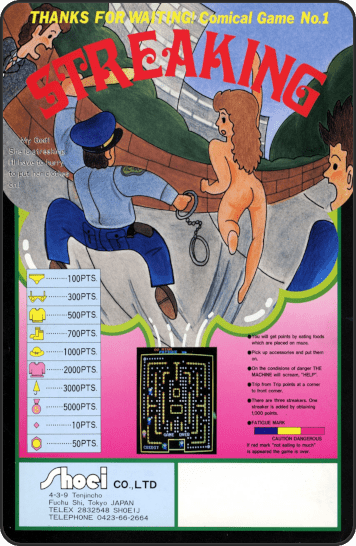 THANKS FOR WAITING! Comical Game No.1
STREAKING
My God!
She is streaking
I'll have to hurry
to put her clothes
on!
100PTS.
300PTS.
500PTS.
700PTS.
1000PTS.
2000PTS.
3000PTS.
5000PTS.
10PTS.
50PTS.
●You will get points by eating foods
which are placed on maze.
●Pick up accessories and put them
on.
●On the condisions of danger THE
MACHINE will scream, "HELP".
●Trip from Trip points at a corner
to front corner.
●There are three streakers. One
streaker is added by obtaining
1,000 points.
●FATIGUE MARK
CAUTION DANGEROUS
If red mark "not eating to much"
is appeared the game is over.
CREDIT
Shoei CO.,LTD
4-3-9 Tenjincho
Fuchu Shi, Tokyo JAPAN
TELEX 2832548 SHOEIJ
TELEPHONE 0423-66-2664